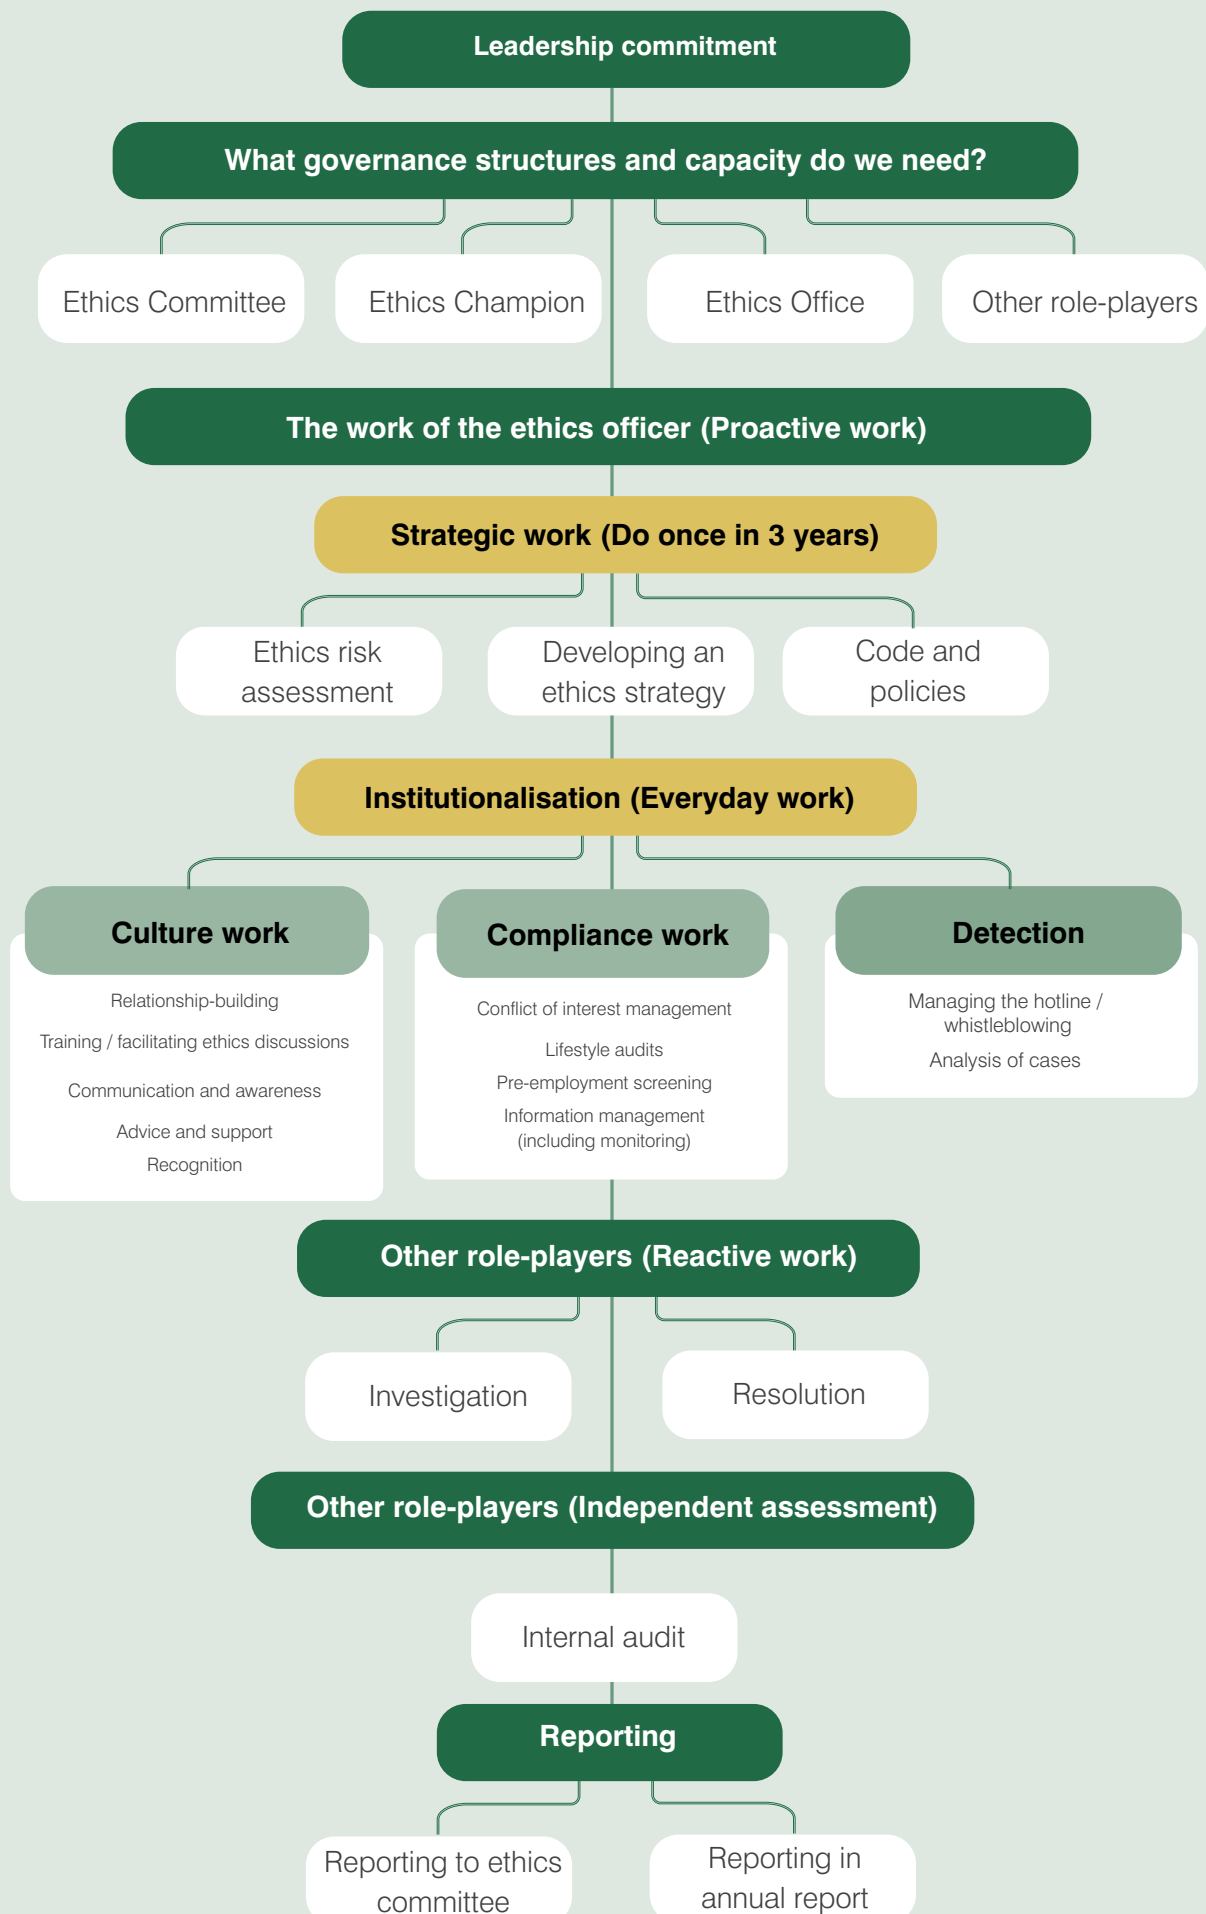 Leadership commitment
What governance structures and capacity do we need?
Ethics Committee
Ethics Champion
Ethics Office
Other role-players
The work of the ethics officer (Proactive work)
Strategic work (Do once in 3 years)
Ethics risk
assessment
Developing an
ethics strategy
Code and
policies
Institutionalisation (Everyday work)
Culture work
Relationship-building
Training / facilitating ethics discussions
Communication and awareness
Advice and support
Recognition
Compliance work
Conflict of interest management
Lifestyle audits
Pre-employment screening
Information management
(including monitoring)
Detection
Managing the hotline /
whistleblowing
Analysis of cases
Other role-players (Reactive work)
Investigation
Resolution
Other role-players (Independent assessment)
Internal audit
Reporting
Reporting to ethics
committee
Reporting in
annual report